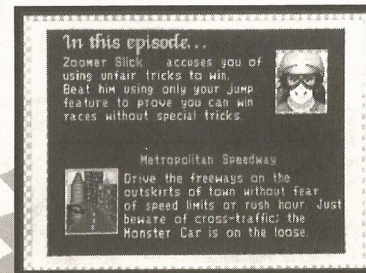 In this episode...
Zoomer Slick accuses you of
using unfair tricks to win.
Beat him using only your jump
feature to prove you can win
races without special tricks.
Metropolitan Speedway
Drive the freeways on the
outskirts of town without fear
of speed limits or rush hour. Just
beware of cross-traffic; the
Monster Car is on the loose.